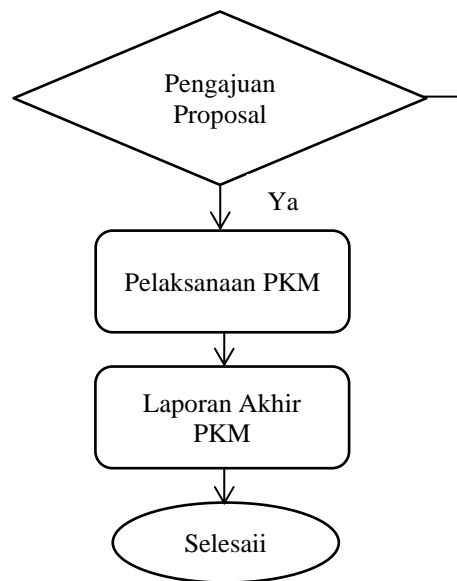 Pengajuan
Proposal
Ya
Pelaksanaan PKM
Laporan Akhir
PKM
Selesaii